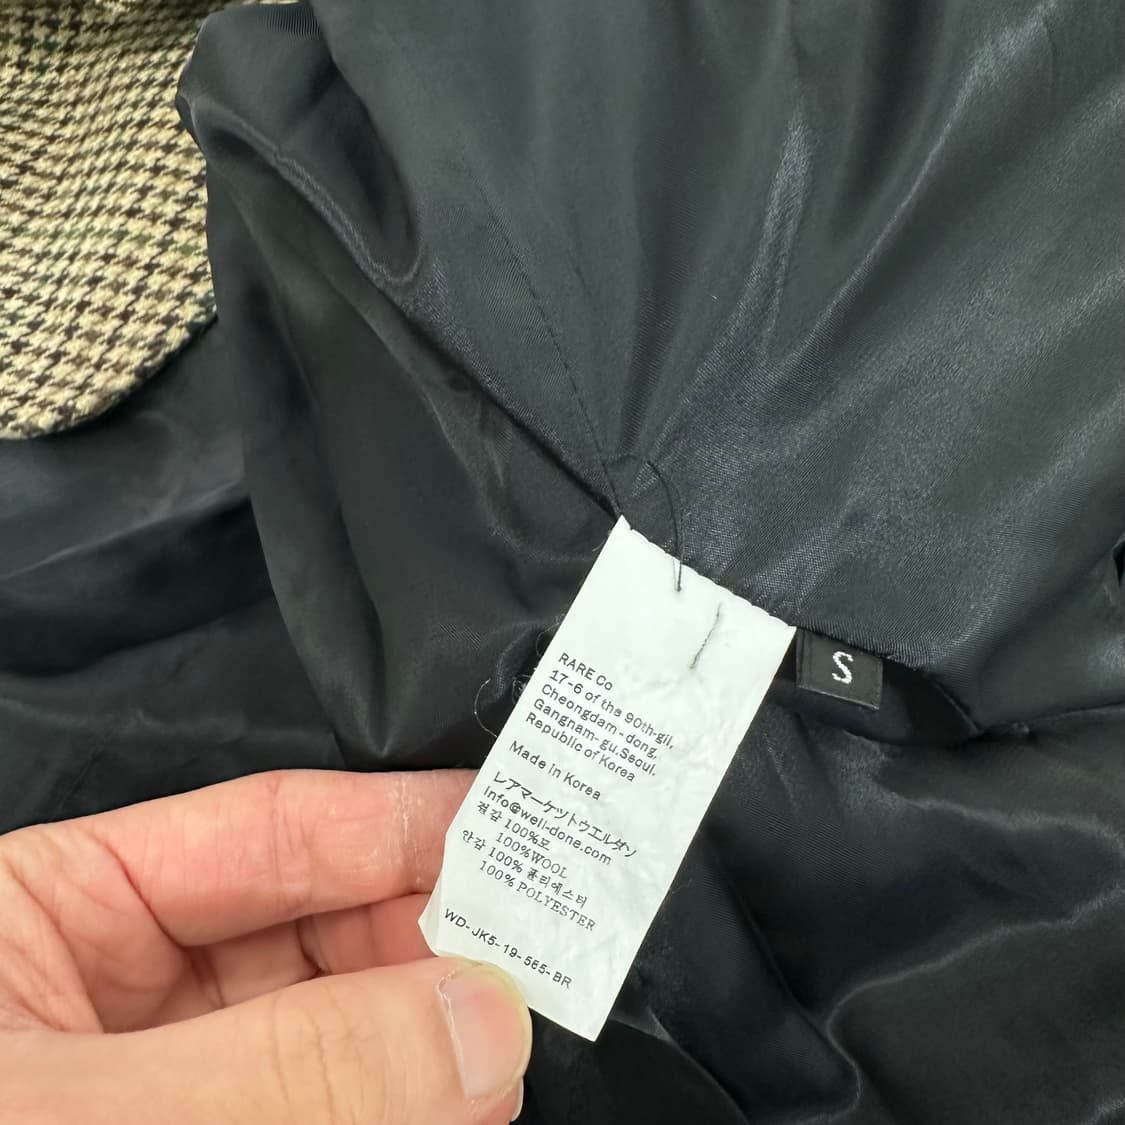 RARE Co
17-6 of the 90th-gil,
Cheongdam-dong,
Gangnam-gu,Seoul,
Republic of Korea
Made in Korea
レアマーケットウエルダン
info@well-done.com
겉감 100%모
100%WOOL
안감 100% 폴리에스터
100% POLYESTER
WD-JK5-19-565-BR
S